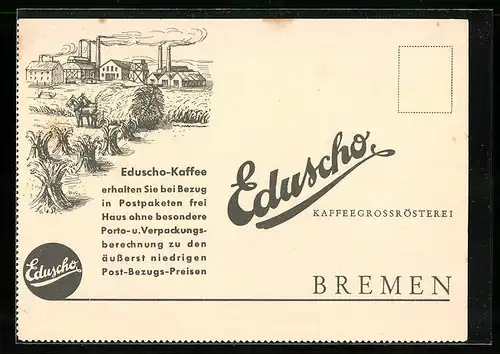 Eduscho-Kaffee
erhalten Sie bei Bezug
in Postpaketen frei
Haus ohne besondere
Porto- u. Verpackungs-
berechnung zu den
äußerst niedrigen
Post-Bezugs-Preisen
Eduscho
Eduscho
KAFFEEGROSSRÖSTEREI
BREMEN